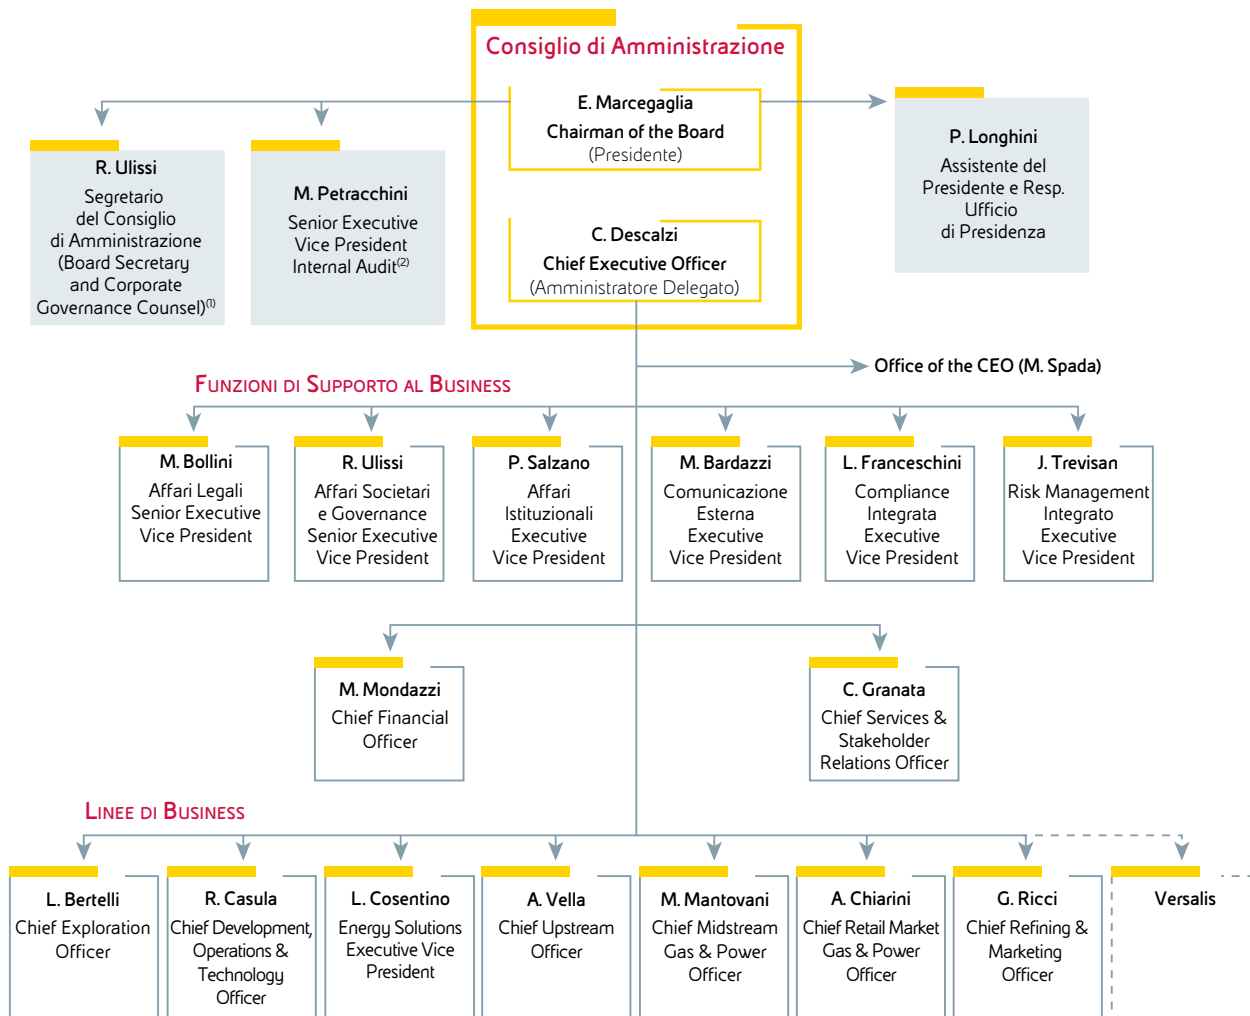 Consiglio di Amministrazione
E. Marcegaglia
Chairman of the Board
(Presidente)
P. Longhini
Assistente del
Presidente e Resp.
Ufficio
di Presidenza
R. Ulissi
Segretario
del Consiglio
di Amministrazione
(Board Secretary
and Corporate
Governance Counsel)(1)
M. Petracchini
Senior Executive
Vice President
Internal Audit(2)
C. Descalzi
Chief Executive Officer
(Amministratore Delegato)
Office of the CEO (M. Spada)
Funzioni di Supporto al Business
M. Bollini
Affari Legali
Senior Executive
Vice President
R. Ulissi
Affari Societari
e Governance
Senior Executive
Vice President
P. Salzano
Affari
Istituzionali
Executive
Vice President
M. Bardazzi
Comunicazione
Esterna
Executive
Vice President
L. Franceschini
Compliance
Integrata
Executive
Vice President
J. Trevisan
Risk Management
Integrato
Executive
Vice President
M. Mondazzi
Chief Financial
Officer
C. Granata
Chief Services &
Stakeholder
Relations Officer
Linee di Business
L. Bertelli
Chief Exploration
Officer
R. Casula
Chief Development,
Operations &
Technology
Officer
L. Cosentino
Energy Solutions
Executive Vice
President
A. Vella
Chief Upstream
Officer
M. Mantovani
Chief Midstream
Gas & Power
Officer
A. Chiarini
Chief Retail Market
Gas & Power
Officer
G. Ricci
Chief Refining &
Marketing
Officer
Versalis